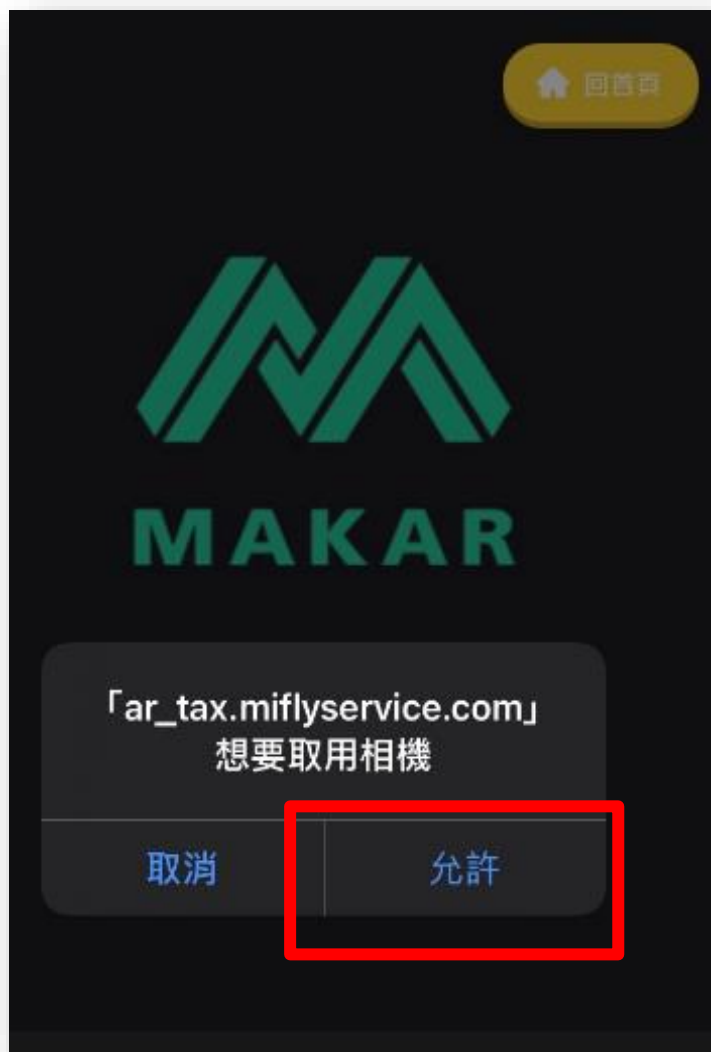 回首頁
MAKAR
「ar_tax.miflyservice.com」
想要取用相機
取消
允許